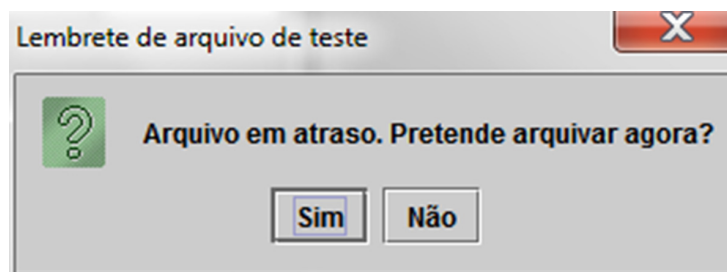 Lembrete de arquivo de teste
Arquivo em atraso. Pretende arquivar agora?
Sim Não